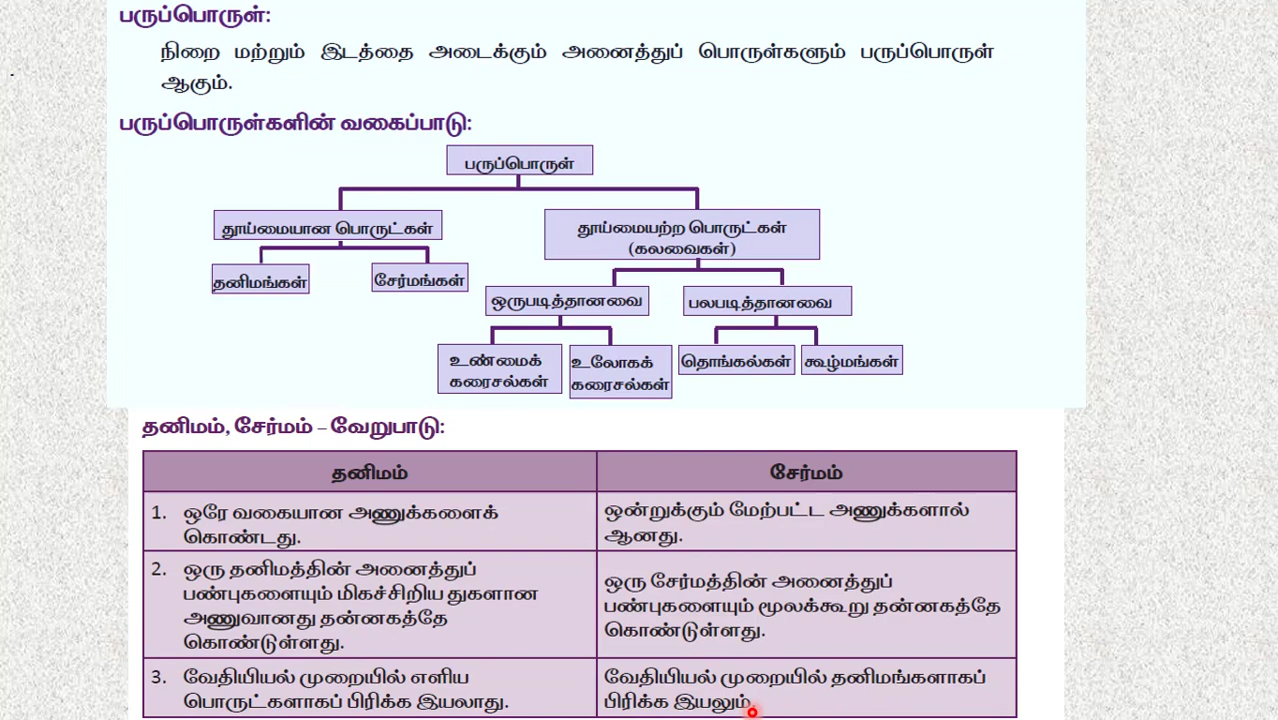 பருப்பொருள்:
நிறை மற்றும் இடத்தை அடைக்கும் அனைத்துப் பொருள்களும் பருப்பொருள்
ஆகும்.
பருப்பொருள்களின் வகைப்பாடு:
பருப்பொருள்
தூய்மையான பொருட்கள்
தூய்மையற்ற பொருட்கள்
(கலவைகள்)
தனிமங்கள்
சேர்மங்கள்
ஒருபடித்தானவை
பலபடித்தானவை
உண்மைக்
கரைசல்கள்
உலோகக்
கரைசல்கள்
தொங்கல்கள்
கூழ்மங்கள்
தனிமம், சேர்மம் – வேறுபாடு:
தனிமம்
சேர்மம்
1. ஒரே வகையான அணுக்களைக்
கொண்டது.
ஒன்றுக்கும் மேற்பட்ட அணுக்களால்
ஆனது.
2. ஒரு தனிமத்தின் அனைத்துப்
பண்புகளையும் மிகச்சிறிய துகளான
அணுவானது தன்னகத்தே
கொண்டுள்ளது.
ஒரு சேர்மத்தின் அனைத்துப்
பண்புகளையும் மூலக்கூறு தன்னகத்தே
கொண்டுள்ளது.
3. வேதியியல் முறையில் எளிய
பொருட்களாகப் பிரிக்க இயலாது.
வேதியியல் முறையில் தனிமங்களாகப்
பிரிக்க இயலும்.